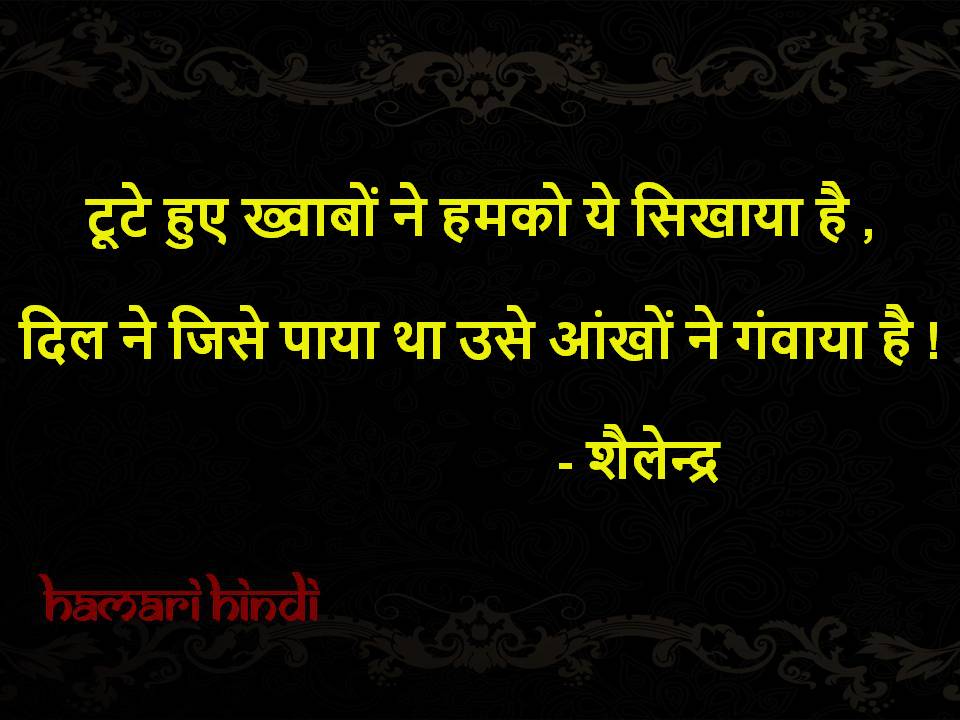 टूटे हुए ख्वाबों ने हमको ये सिखाया है ,
दिल ने जिसे पाया था उसे आंखों ने गंवाया है !
- शैलेन्द्र
HAMARI HINDI